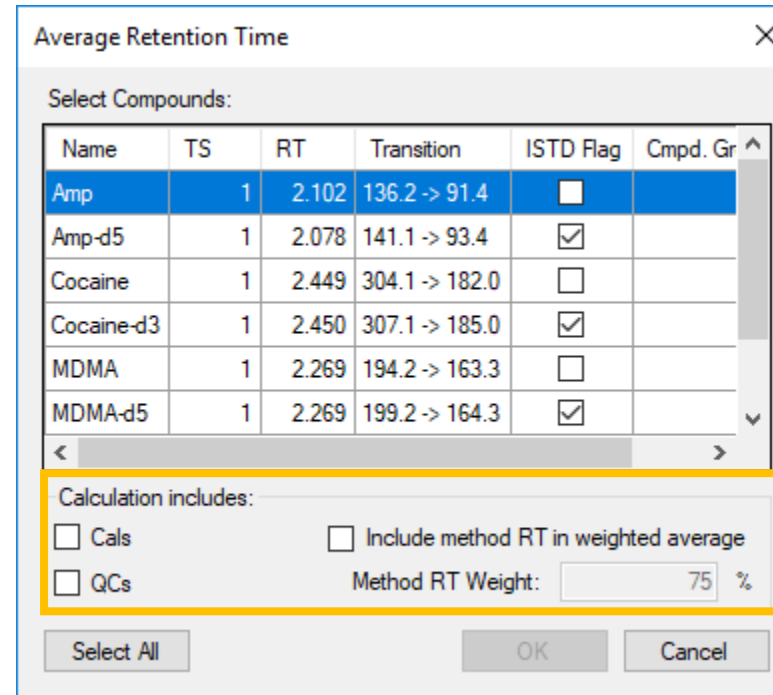 Average Retention Time
Select Compounds:
Name TS RT Transition ISTD Flag Cmpd. Gr
Amp 1 2.102 136.2 -> 91.4
Amp-d5 1 2.078 141.1 -> 93.4
Cocaine 1 2.449 304.1 -> 182.0
Cocaine-d3 1 2.450 307.1 -> 185.0
MDMA 1 2.269 194.2 -> 163.3
MDMA-d5 1 2.269 199.2 -> 164.3
Calculation includes:
Cals Include method RT in weighted average
QCs Method RT Weight: 75 %
Select All OK Cancel